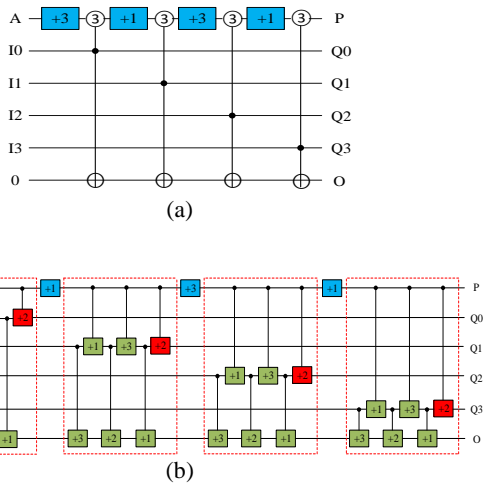 A +3 3 +1 3 +3 3 +1 3 P
I0 Q0
I1 Q1
I2 Q2
I3 Q3
0 O
(a)
+1 +3 +1 P
+2 Q0
+1 +3 +2 Q1
+1 +3 +2 Q2
+1 +3 +2 Q3
+1 +3 +2 +1 +3 +2 +1 +3 +2 +1 O
(b)